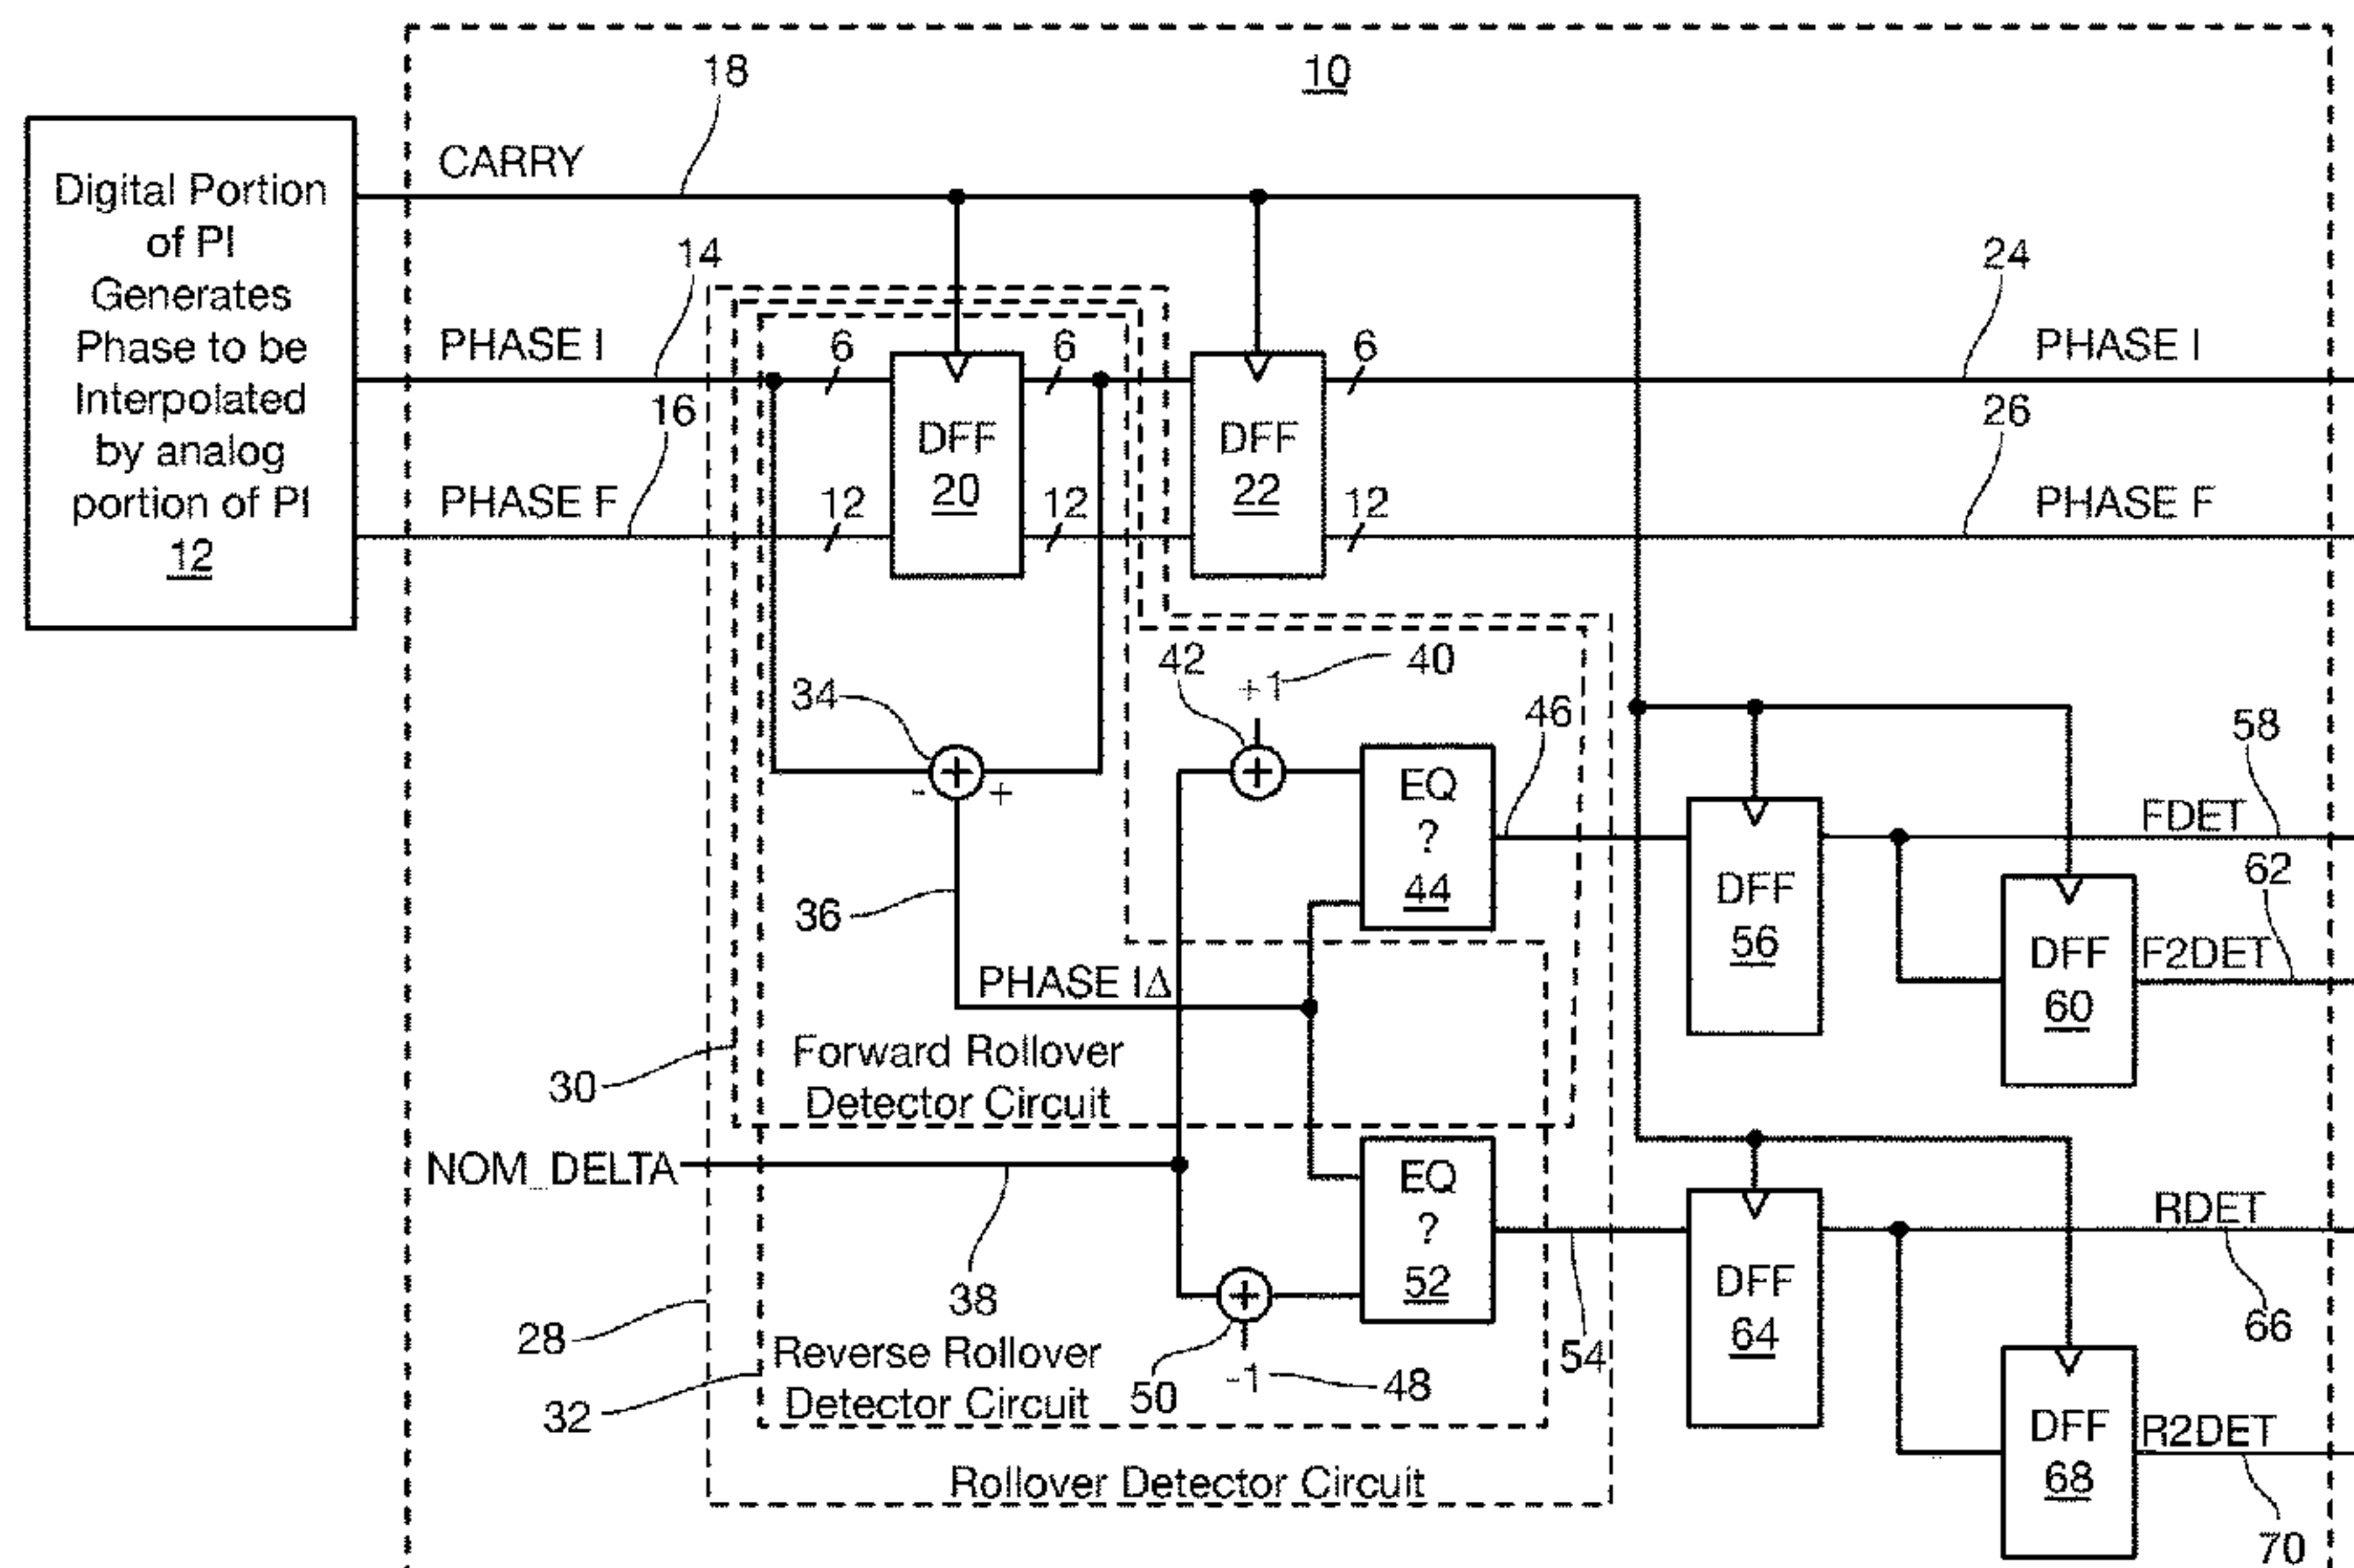 10
18
CARRY
Digital Portion
of PI
Generates
Phase to be
Interpolated
by analog
portion of PI
12
14
PHASE I
16
PHASE F
6
12
DFF
20
6
12
DFF
22
6
12
24
PHASE I
26
PHASE F
34
-
+
+
36
PHASE IΔ
42
+1
40
+
EQ
?
44
46
30
Forward Rollover
Detector Circuit
NOM_DELTA
38
EQ
?
52
54
+
50
-1
48
28
32
Reverse Rollover
Detector Circuit
Rollover Detector Circuit
DFF
56
FDET
58
DFF
60
F2DET
62
DFF
64
RDET
66
DFF
68
R2DET
70